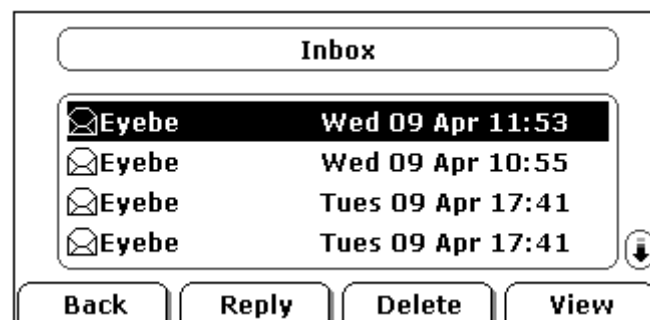 Inbox
Eyebe Wed 09 Apr 11:53
Eyebe Wed 09 Apr 10:55
Eyebe Tues 09 Apr 17:41
Eyebe Tues 09 Apr 17:41
Back Reply Delete View